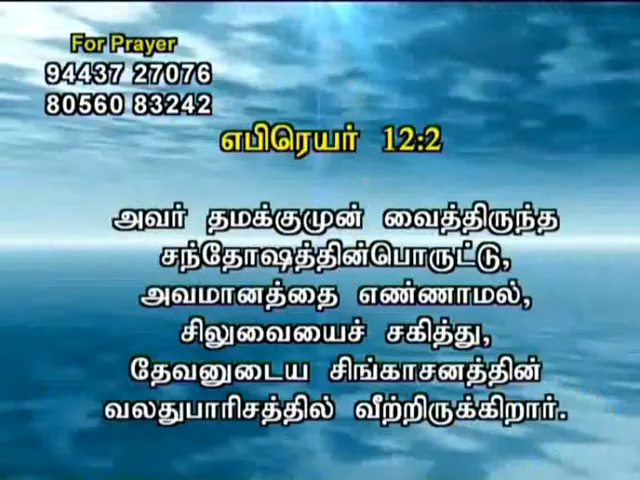 For Prayer
94437 27076
80560 83242
எபிரெயர் 12:2
அவர் தமக்குமுன் வைத்திருந்த
சந்தோஷத்தின்பொருட்டு,
அவமானத்தை எண்ணாமல்,
சிலுவையைச் சகித்து,
தேவனுடைய சிங்காசனத்தின்
வலதுபாரிசத்தில் வீற்றிருக்கிறார்.